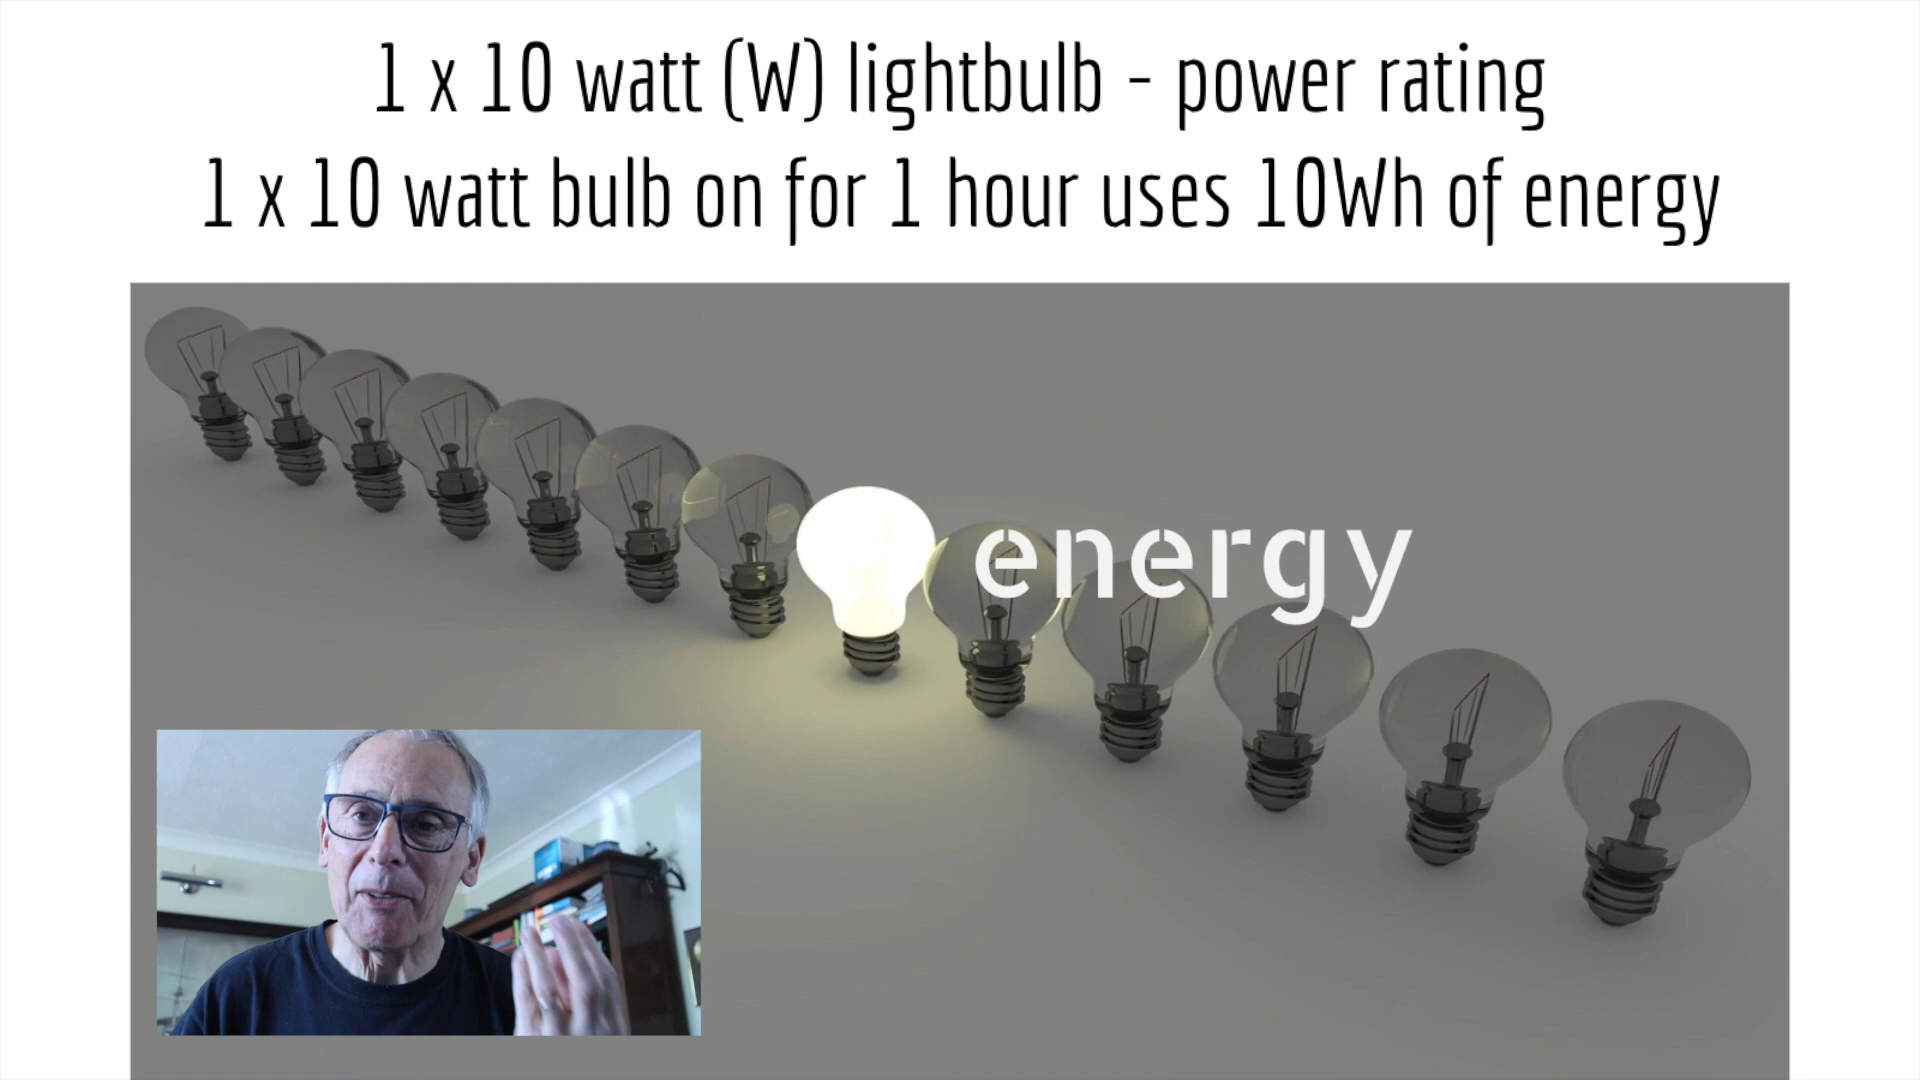 1 x 10 watt (W) lightbulb - power rating
1 x 10 watt bulb on for 1 hour uses 10Wh of energy
energy